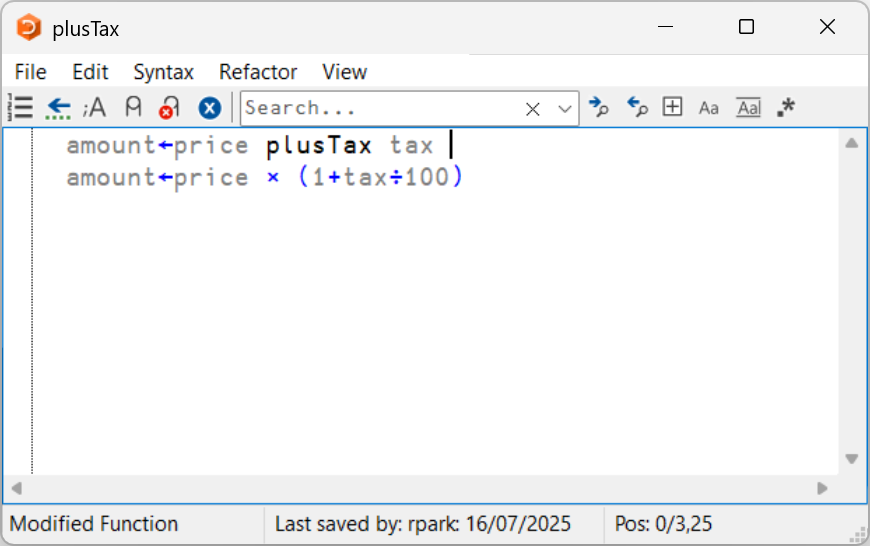 plusTax
File Edit Syntax Refactor View
;A A Search... Aa Aa .*
amount←price plusTax tax
amount←price × (1+tax÷100)
Modified Function Last saved by: rpark: 16/07/2025 Pos: 0/3,25